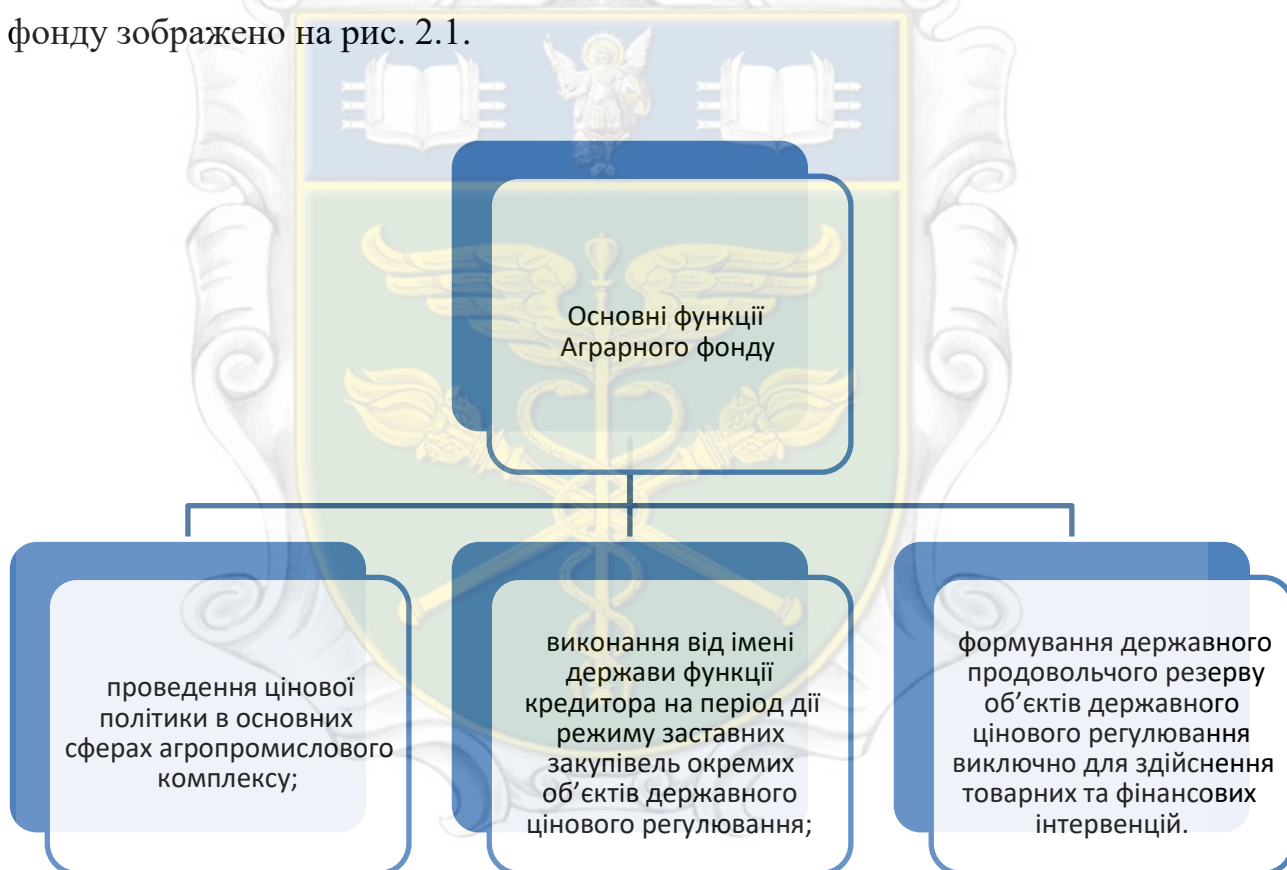 фонду зображено на рис. 2.1.
Основні функції
Аграрного фонду
проведення цінової
політики в основних
сферах агропромислового
комплексу;
виконання від імені
держави функції
кредитора на період дії
режиму заставних
закупівель окремих
об’єктів державного
цінового регулювання;
формування державного
продовольчого резерву
об’єктів державного
цінового регулювання
виключно для здійснення
товарних та фінансових
інтервенцій.